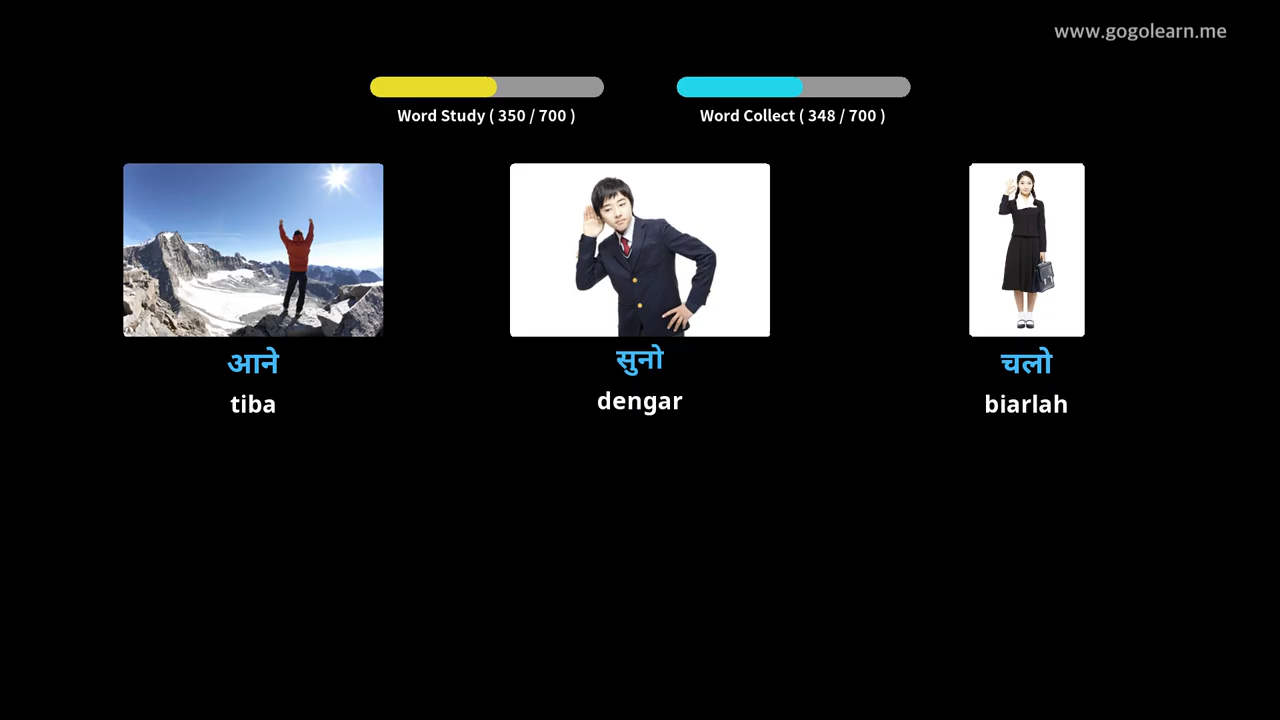 www.gogolearn.me
Word Study ( 350 / 700 )
Word Collect ( 348 / 700 )
आने
सुनो
चलो
tiba
dengar
biarlah